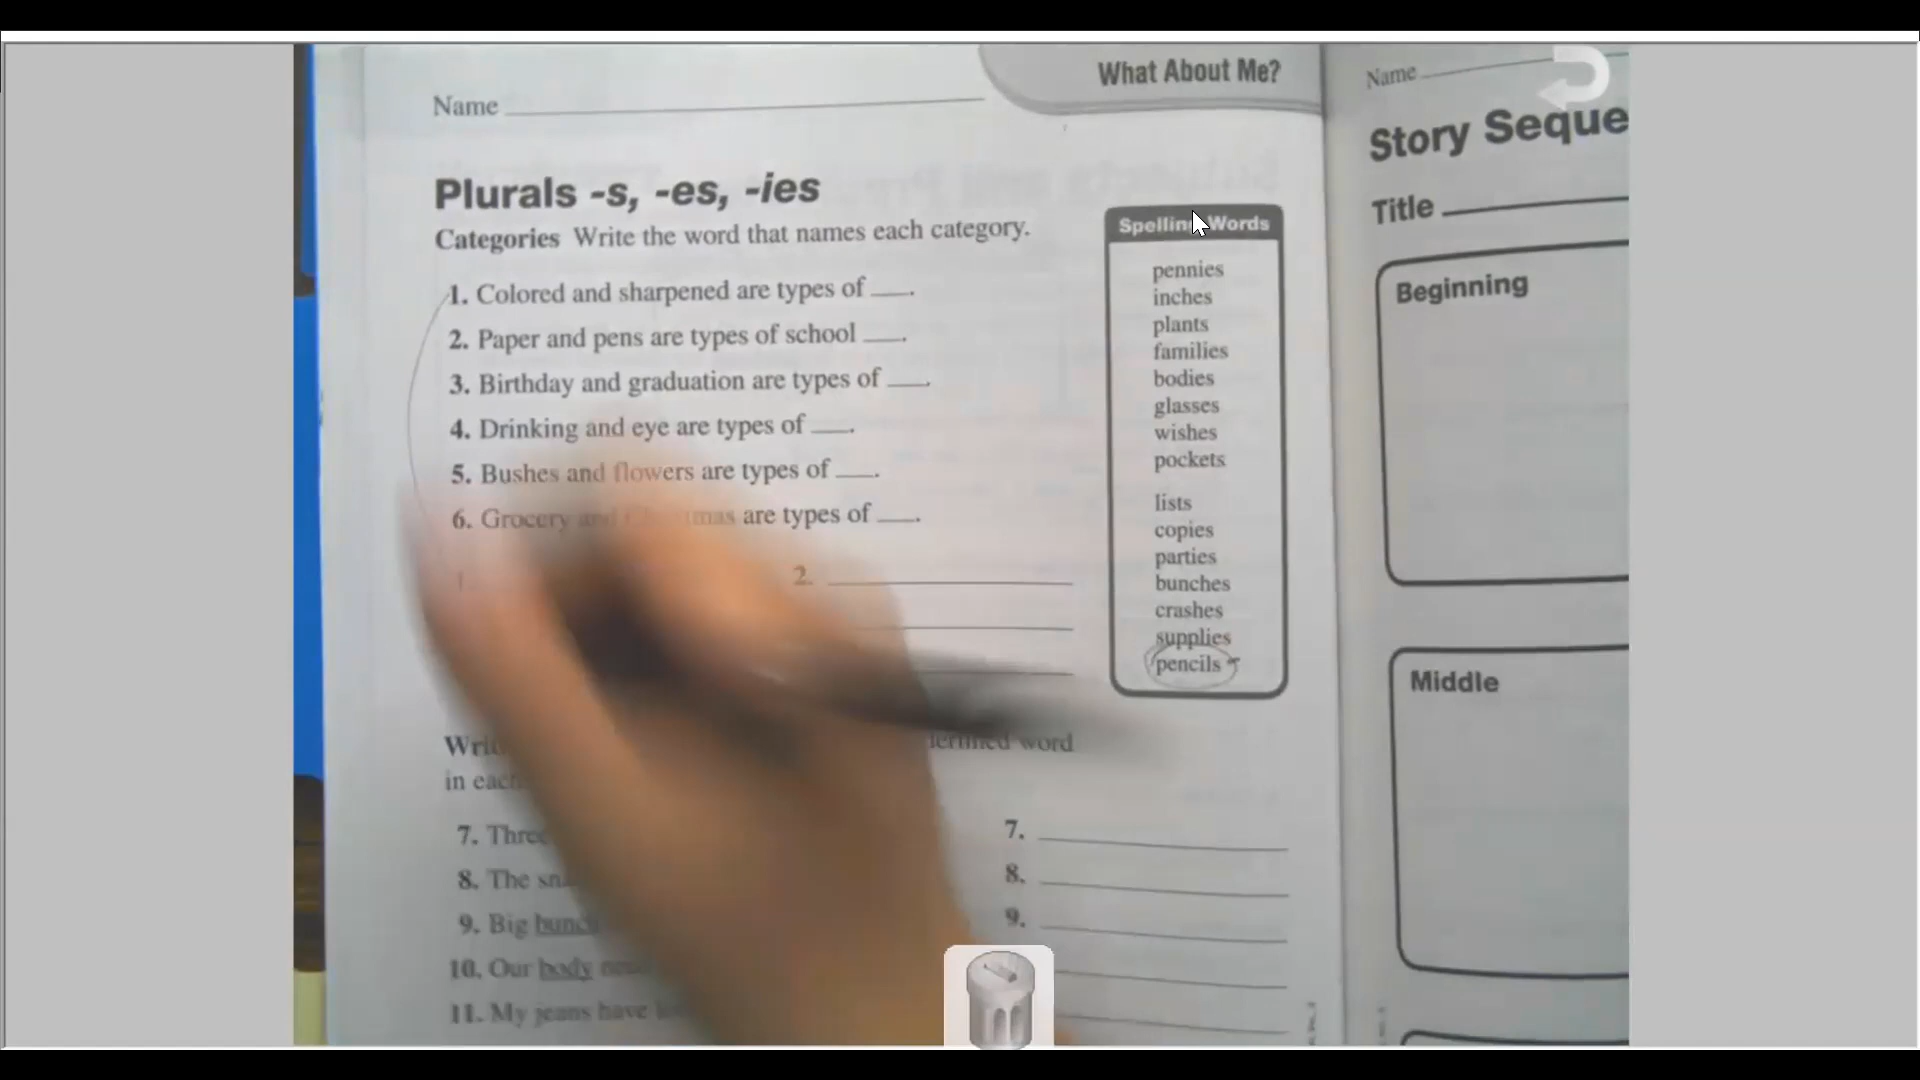 What About Me?
Name
Plurals -s, -es, -ies
Categories Write the word that names each category.
1. Colored and sharpened are types of ___.
2. Paper and pens are types of school ___.
3. Birthday and graduation are types of ___.
4. Drinking and eye are types of ___.
5. Bushes and flowers are types of ___.
6. Grocery and are types of ___.
1.
2.
Spelling Words
pennies
inches
plants
families
bodies
glasses
wishes
pockets
lists
copies
parties
bunches
crashes
supplies
pencils
word
in each
7. Three
8. The
9. Big
10. Our body
11. My jeans have
7.
8.
9.
Name
Story Seque
Title
Beginning
Middle